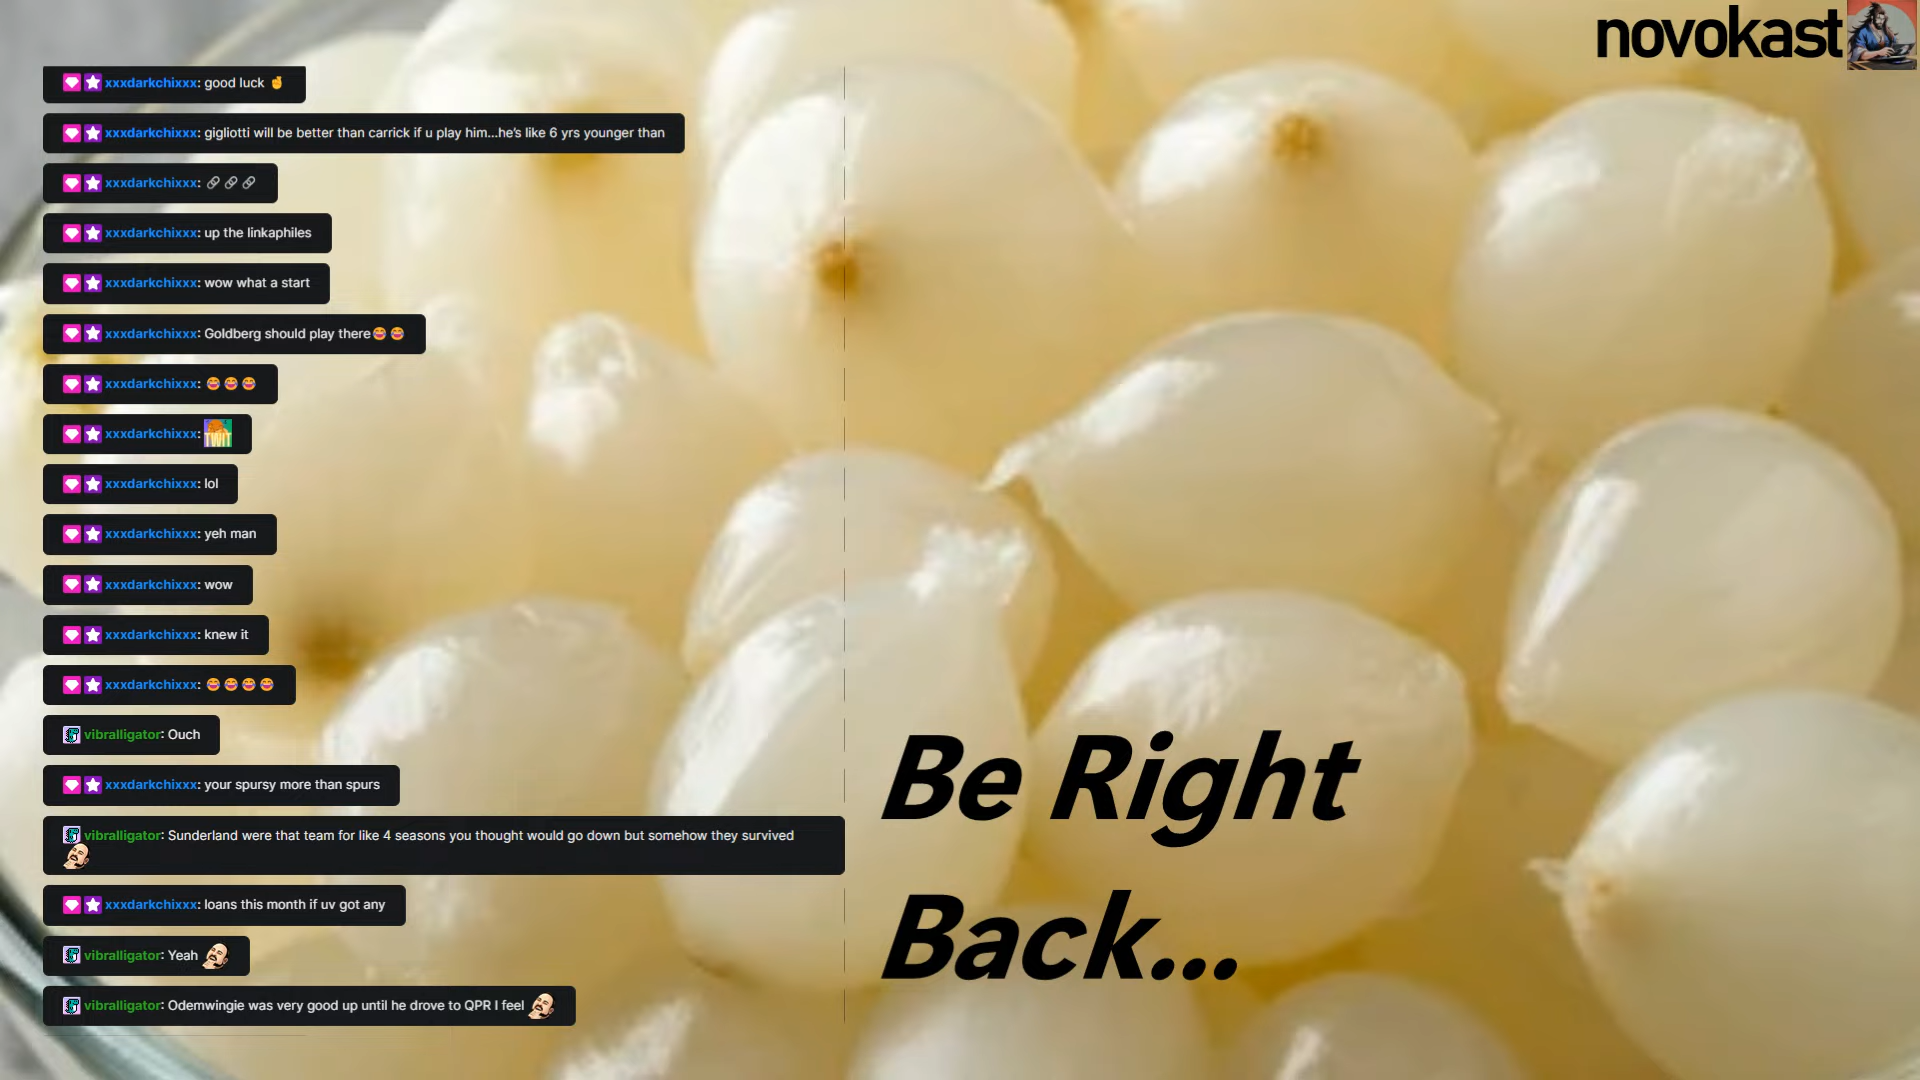 novokast
xxxdarkchixxx: good luck 🤞
xxxdarkchixxx: gigliotti will be better than carrick if u play him...he's like 6 yrs younger than
xxxdarkchixxx: 🔗 🔗 🔗
xxxdarkchixxx: up the linkaphiles
xxxdarkchixxx: wow what a start
xxxdarkchixxx: Goldberg should play there😂 😂
xxxdarkchixxx: 😂 😂 😂
xxxdarkchixxx: TWIT
xxxdarkchixxx: lol
xxxdarkchixxx: yeh man
xxxdarkchixxx: wow
xxxdarkchixxx: knew it
xxxdarkchixxx: 😂 😂 😂 😂
vibralligator: Ouch
xxxdarkchixxx: your spursy more than spurs
vibralligator: Sunderland were that team for like 4 seasons you thought would go down but somehow they survived
xxxdarkchixxx: loans this month if uv got any
vibralligator: Yeah
vibralligator: Odemwingie was very good up until he drove to QPR I feel
Be Right
Back...